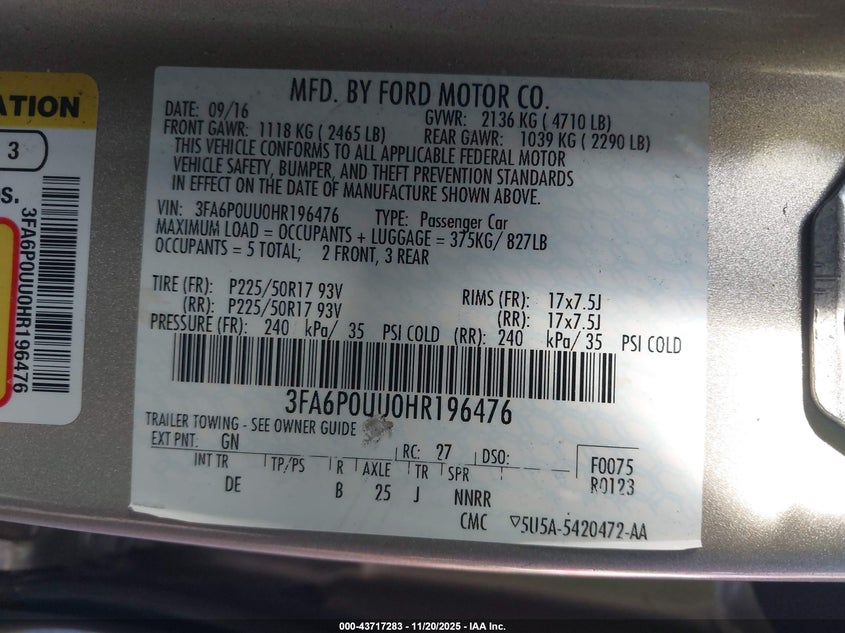 ATION
3
os.
3FA6P0UU0HR196476
MFD. BY FORD MOTOR CO.
DATE: 09/16 GVWR: 2136 KG ( 4710 LB)
FRONT GAWR: 1118 KG ( 2465 LB) REAR GAWR: 1039 KG ( 2290 LB)
THIS VEHICLE CONFORMS TO ALL APPLICABLE FEDERAL MOTOR
VEHICLE SAFETY, BUMPER, AND THEFT PREVENTION STANDARDS
IN EFFECT ON THE DATE OF MANUFACTURE SHOWN ABOVE.
VIN: 3FA6P0UU0HR196476 TYPE: Passenger Car
MAXIMUM LOAD = OCCUPANTS + LUGGAGE = 375KG/ 827LB
OCCUPANTS = 5 TOTAL; 2 FRONT, 3 REAR
TIRE (FR): P225/50R17 93V RIMS (FR): 17x7.5J
(RR): P225/50R17 93V (RR): 17x7.5J
PRESSURE (FR): 240 kPa/ 35 PSI COLD (RR): 240 kPa/ 35 PSI COLD
3FA6P0UU0HR196476
TRAILER TOWING - SEE OWNER GUIDE
EXT PNT: GN RC: 27 DSO: F0075
INT TR TP/PS R AXLE TR SPR R0123
DE B 25 J NNRR
CMC ▽5U5A-5420472-AA
000-43717283 - 11/20/2025 - IAA Inc.